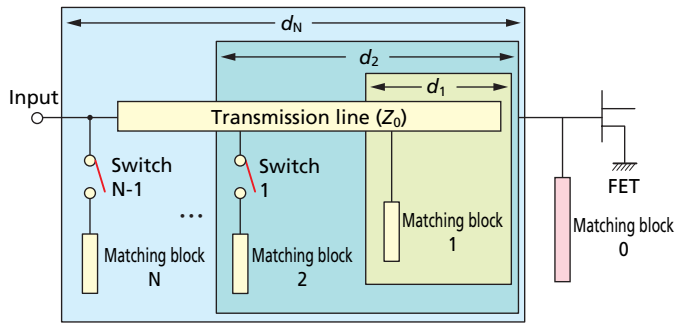 dN
d2
d1
Input
Transmission line (Z0)
Switch
N-1
Switch
1
FET
...
Matching block
N
Matching block
2
Matching block
1
Matching block
0